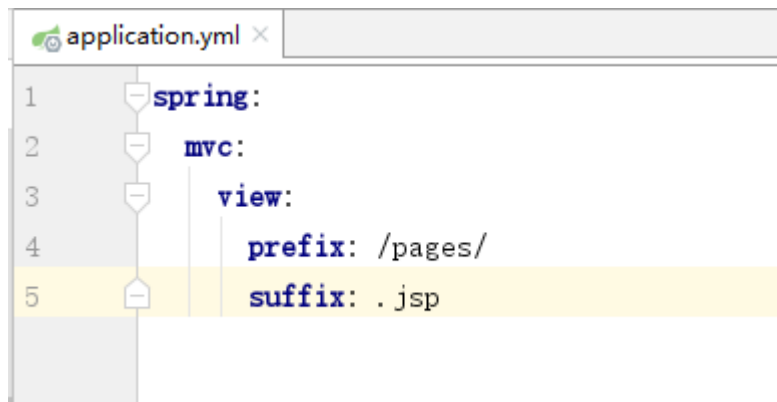 application.yml
1 spring:
2 mvc:
3 view:
4 prefix: /pages/
5 suffix: .jsp